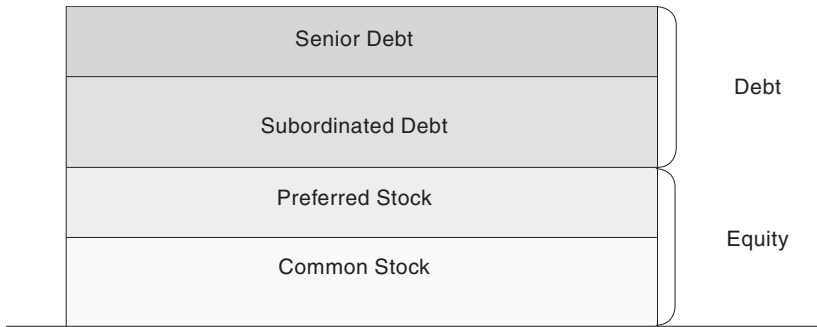 Senior Debt
Debt
Subordinated Debt
Preferred Stock
Equity
Common Stock